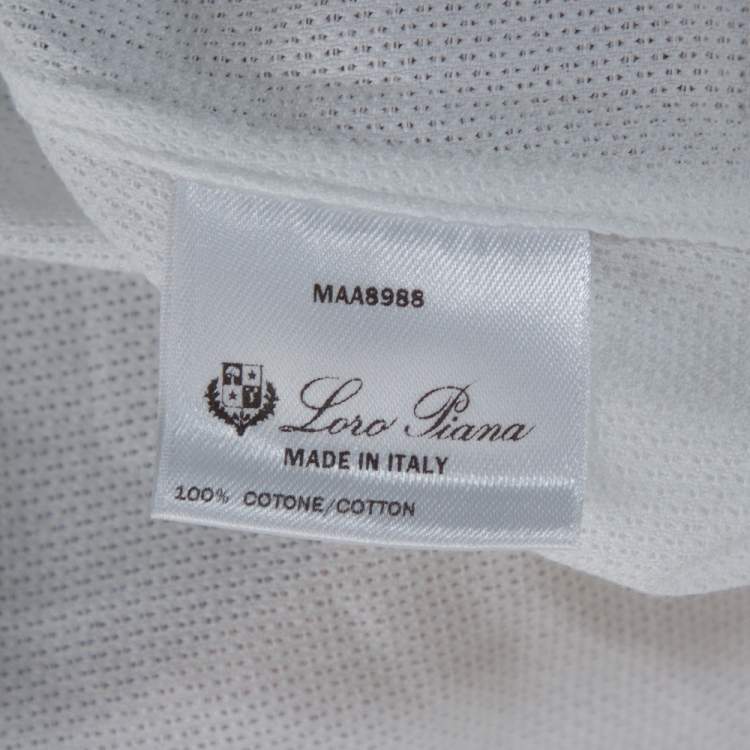 MAA8988
Loro Piana
MADE IN ITALY
100% COTONE/COTTON